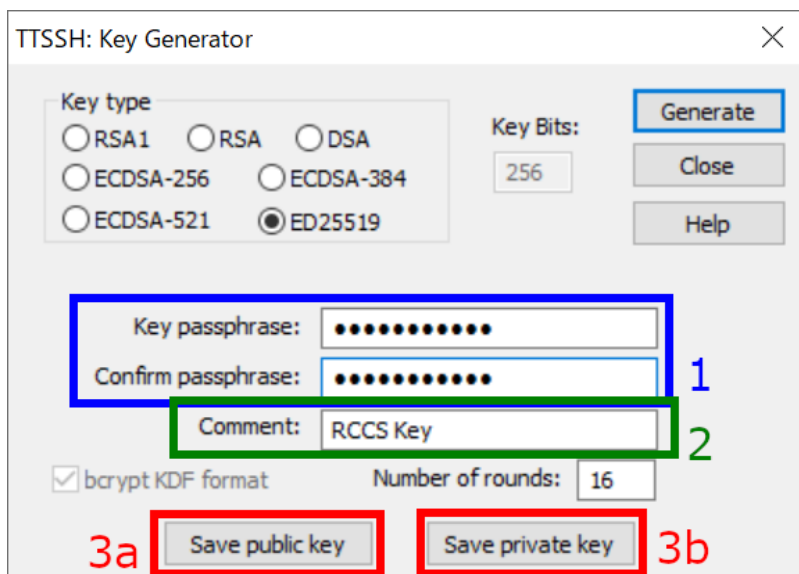 TTSSH: Key Generator
Key type
RSA1 RSA DSA
ECDSA-256 ECDSA-384
ECDSA-521 ED25519
Key Bits:
256
Generate
Close
Help
Key passphrase: ●●●●●●●●●●●
Confirm passphrase: ●●●●●●●●●●●
1
Comment: RCCS Key
2
bcrypt KDF format Number of rounds: 16
3a Save public key Save private key 3b